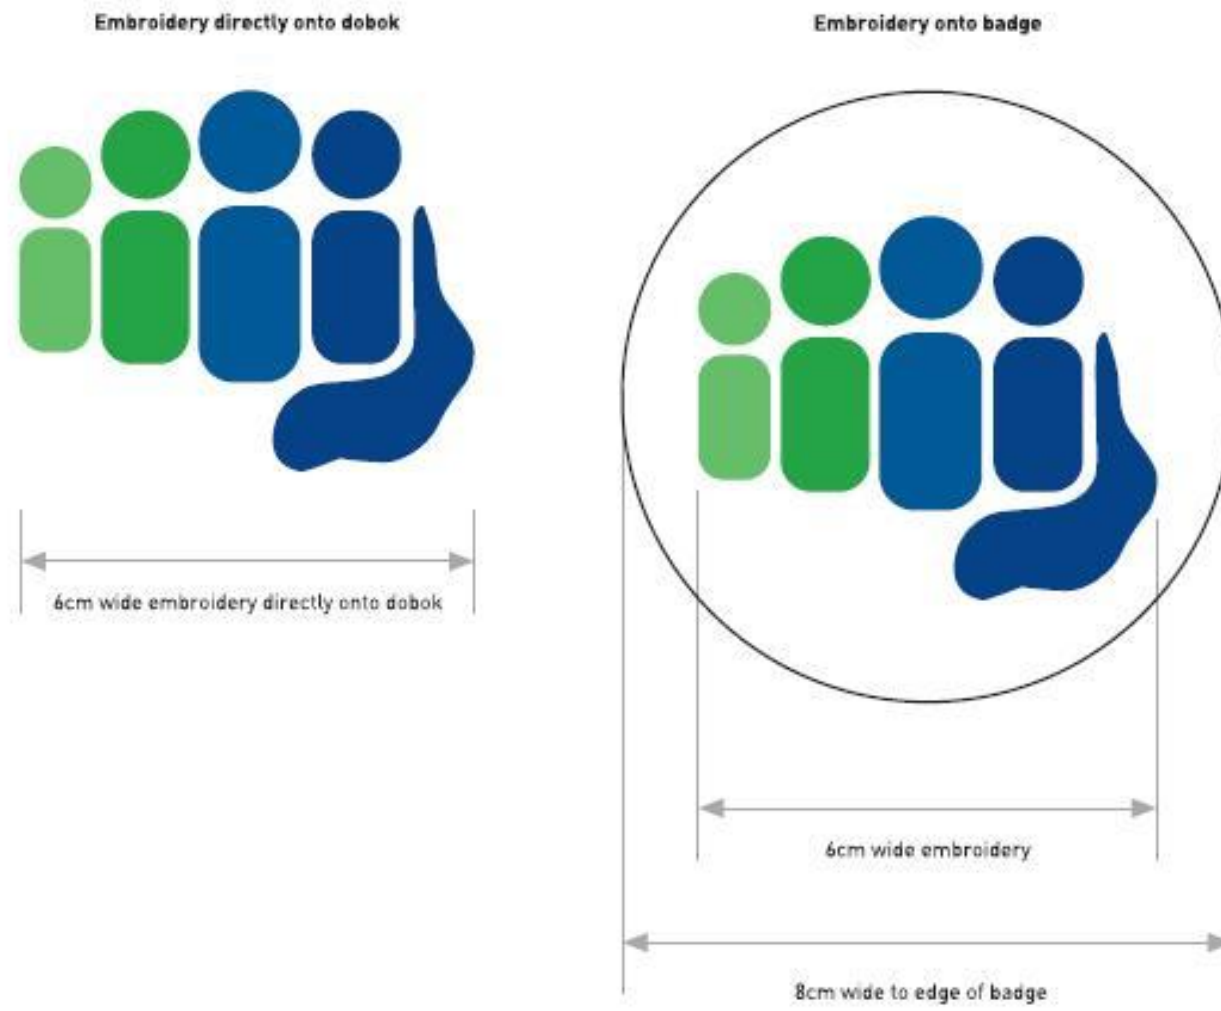 Embroidery directly onto dobok
Embroidery onto badge
6cm wide embroidery directly onto dobok
6cm wide embroidery
8cm wide to edge of badge